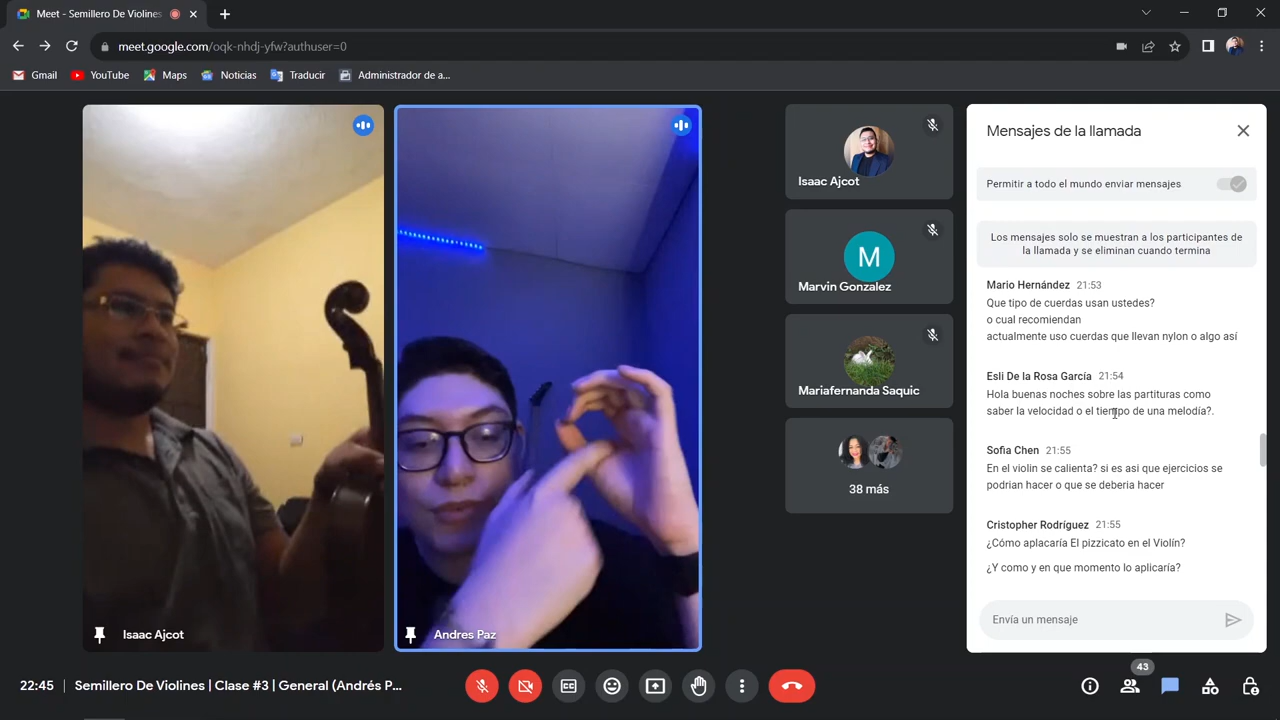 Meet - Semillero De Violines
meet.google.com/oqk-nhdj-yfw?authuser=0
Gmail
YouTube
Maps
Noticias
Traducir
Administrador de a...
Isaac Ajcot
Andres Paz
Isaac Ajcot
M
Marvin Gonzalez
Mariafernanda Saquic
38 más
Mensajes de la llamada
Permitir a todo el mundo enviar mensajes
Los mensajes solo se muestran a los participantes de
la llamada y se eliminan cuando termina
Mario Hernández 21:53
Que tipo de cuerdas usan ustedes?
o cual recomiendan
actualmente uso cuerdas que llevan nylon o algo así
Esli De la Rosa García 21:54
Hola buenas noches sobre las partituras como
saber la velocidad o el tiempo de una melodía?.
Sofia Chen 21:55
En el violin se calienta? si es asi que ejercicios se
podrian hacer o que se deberia hacer
Cristopher Rodríguez 21:55
¿Cómo aplacaría El pizzicato en el Violín?
¿Y como y en que momento lo aplicaría?
Envía un mensaje
22:45 | Semillero De Violines | Clase #3 | General (Andrés P...
43